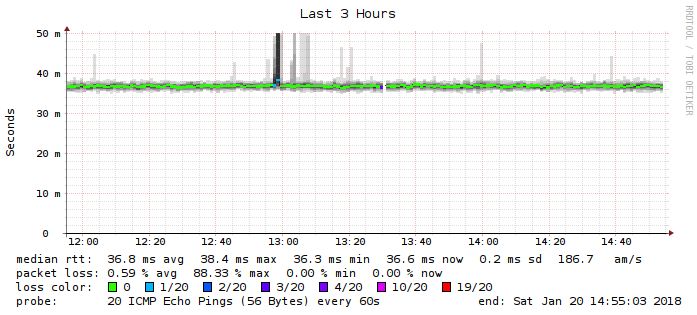 Last 3 Hours
RRDTOOL / TOBI OETIKER
Seconds
50 m
40 m
30 m
20 m
10 m
0
12:00 12:20 12:40 13:00 13:20 13:40 14:00 14:20 14:40
median rtt: 36.8 ms avg 38.4 ms max 36.3 ms min 36.6 ms now 0.2 ms sd 186.7 am/s
packet loss: 0.59 % avg 88.33 % max 0.00 % min 0.00 % now
loss color: 0 1/20 2/20 3/20 4/20 10/20 19/20
probe: 20 ICMP Echo Pings (56 Bytes) every 60s end: Sat Jan 20 14:55:03 2018